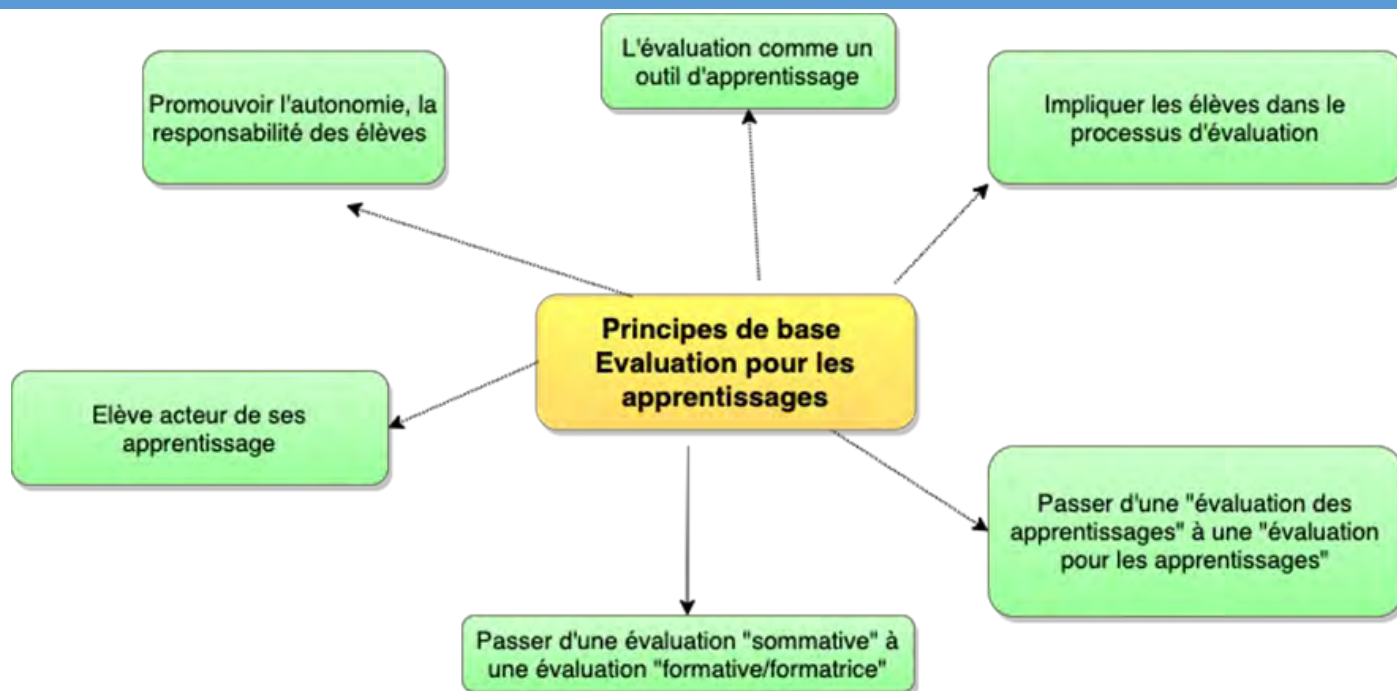 L'évaluation comme un
outil d'apprentissage
Promouvoir l'autonomie, la
responsabilité des élèves
Impliquer les élèves dans le
processus d'évaluation
Principes de base
Evaluation pour les
apprentissages
Elève acteur de ses
apprentissage
Passer d'une "évaluation des
apprentissages" à une "évaluation
pour les apprentissages"
Passer d'une évaluation "sommative" à
une évaluation "formative/formatrice"